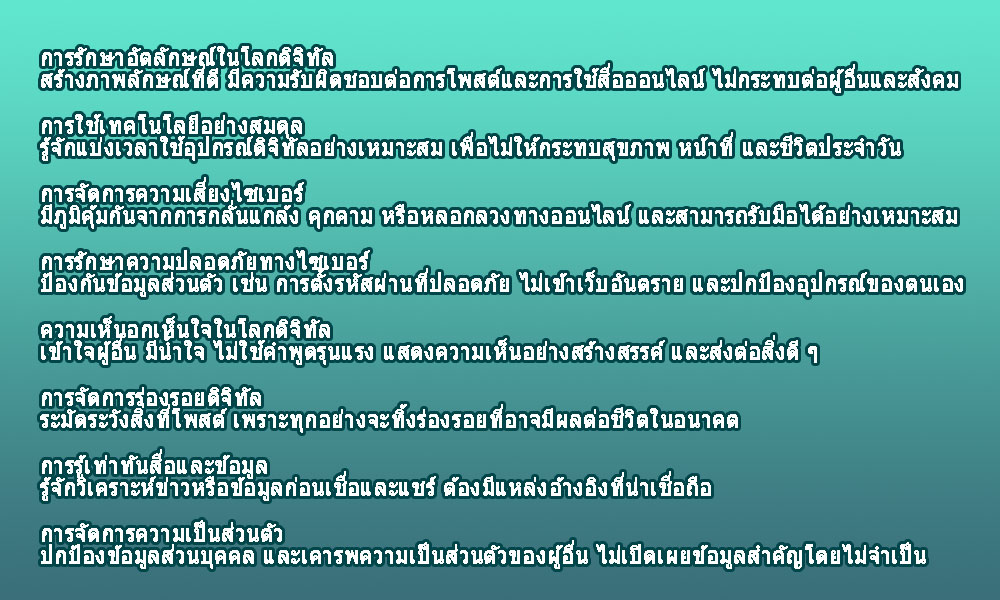 การรักษาอัตลักษณ์ในโลกดิจิทัล
สร้างภาพลักษณ์ที่ดี มีความรับผิดชอบต่อการโพสต์และการใช้สื่อออนไลน์ ไม่กระทบต่อผู้อื่นและสังคม
การใช้เทคโนโลยีอย่างสมดุล
รู้จักแบ่งเวลาใช้อุปกรณ์ดิจิทัลอย่างเหมาะสม เพื่อไม่ให้กระทบสุขภาพ หน้าที่ และชีวิตประจำวัน
การจัดการความเสี่ยงไซเบอร์
มีภูมิคุ้มกันจากการกลั่นแกล้ง คุกคาม หรือหลอกลวงทางออนไลน์ และสามารถรับมือได้อย่างเหมาะสม
การรักษาความปลอดภัยทางไซเบอร์
ป้องกันข้อมูลส่วนตัว เช่น การตั้งรหัสผ่านที่ปลอดภัย ไม่เข้าเว็บอันตราย และปกป้องอุปกรณ์ของตนเอง
ความเห็นอกเห็นใจในโลกดิจิทัล
เข้าใจผู้อื่น มีน้ำใจ ไม่ใช้คำพูดรุนแรง แสดงความเห็นอย่างสร้างสรรค์ และส่งต่อสิ่งดี ๆ
การจัดการร่องรอยดิจิทัล
ระมัดระวังสิ่งที่โพสต์ เพราะทุกอย่างจะทิ้งร่องรอยที่อาจมีผลต่อชีวิตในอนาคต
การรู้เท่าทันสื่อและข้อมูล
รู้จักวิเคราะห์ข่าวหรือข้อมูลก่อนเชื่อและแชร์ ต้องมีแหล่งอ้างอิงที่น่าเชื่อถือ
การจัดการความเป็นส่วนตัว
ปกป้องข้อมูลส่วนบุคคล และเคารพความเป็นส่วนตัวของผู้อื่น ไม่เปิดเผยข้อมูลสำคัญโดยไม่จำเป็น